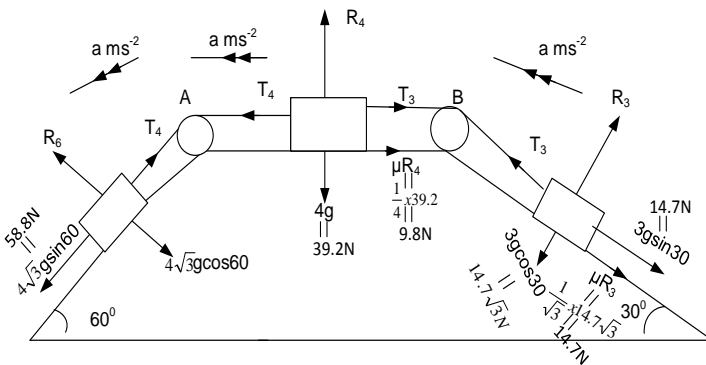 a ms⁻²
a ms⁻²
R₄
a ms⁻²
A
T₄
T₃
B
R₃
R₆
T₄
T₃
μR₄
=
1/4 x39.2
=
9.8N
4g
=
39.2N
58.8N
=
4√3gsin60
4√3gcos60
14.7N
=
3gsin30
3gcos30
=
14.7√3N
μR₃
=
1/√3 x14.7√3
=
14.7N
60⁰
30⁰